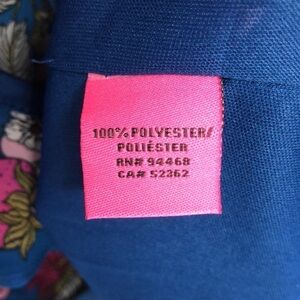 100% POLYESTER/
POLIÉSTER
RN# 94468
CA# 52362